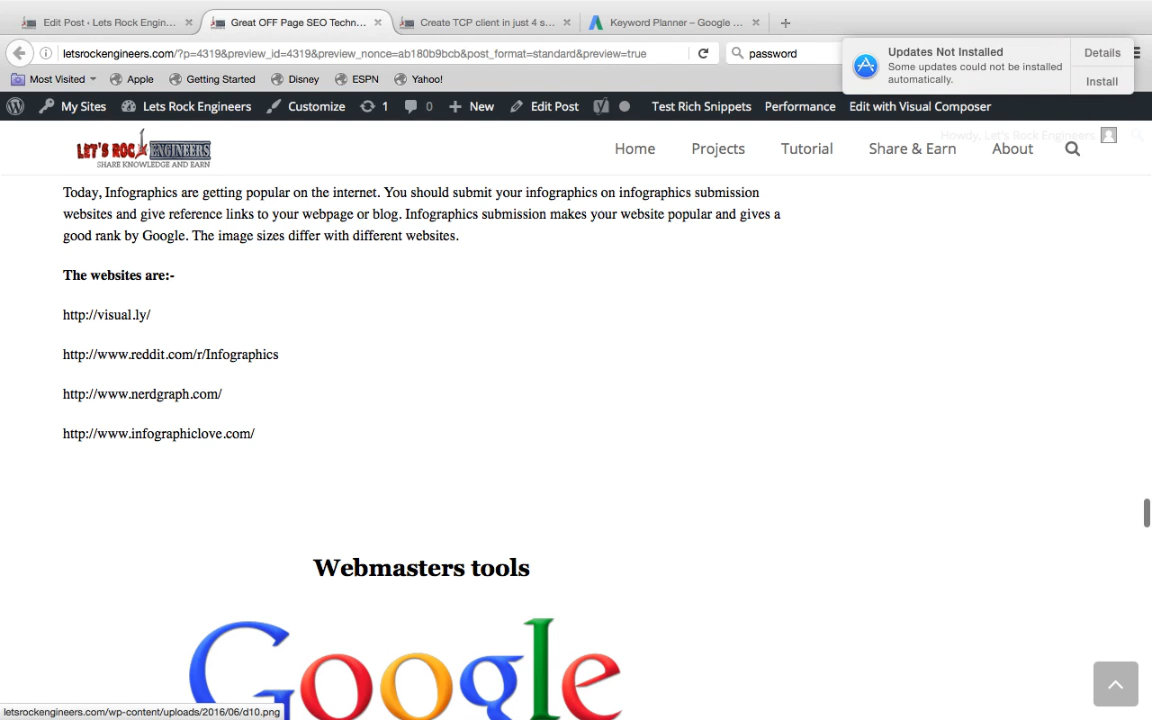 Edit Post ‹ Lets Rock Engin...
Great OFF Page SEO Techn...
Create TCP client in just 4 s...
Keyword Planner – Google ...
letsrockengineers.com/?p=4319&preview_id=4319&preview_nonce=ab180b9bcb&post_format=standard&preview=true
password
Updates Not Installed
Some updates could not be installed
automatically.
Details
Install
Most Visited
Apple
Getting Started
Disney
ESPN
Yahoo!
My Sites
Lets Rock Engineers
Customize
1
0
New
Edit Post
Test Rich Snippets
Performance
Edit with Visual Composer
Howdy, Let's Rock Engineers
LET'S ROCK ENGINEERS
SHARE KNOWLEDGE AND EARN
Home
Projects
Tutorial
Share & Earn
About
Today, Infographics are getting popular on the internet. You should submit your infographics on infographics submission
websites and give reference links to your webpage or blog. Infographics submission makes your website popular and gives a
good rank by Google. The image sizes differ with different websites.
The websites are:-
http://visual.ly/
http://www.reddit.com/r/Infographics
http://www.nerdgraph.com/
http://www.infographiclove.com/
Webmasters tools
Google
letsrockengineers.com/wp-content/uploads/2016/06/d10.png